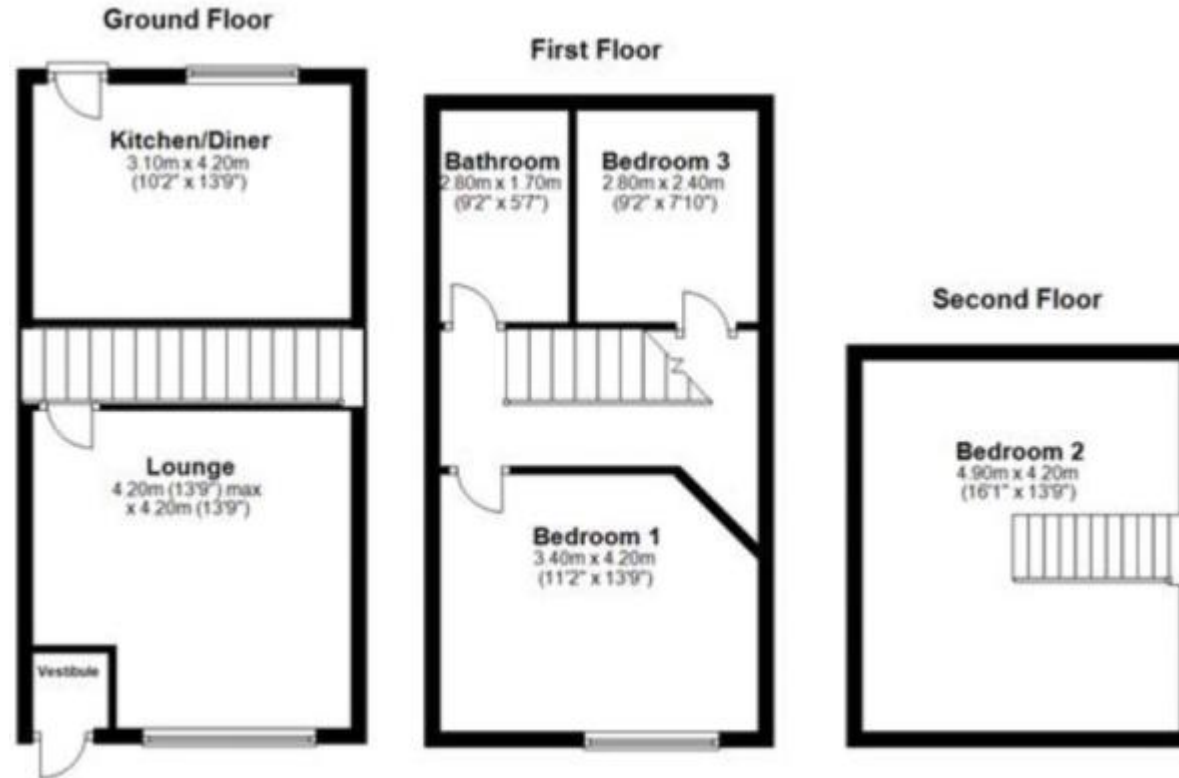 Ground Floor
Kitchen/Diner
3.10m x 4.20m
(10'2" x 13'9")
Lounge
4.20m (13'9") max
x 4.20m (13'9")
Vestibule
First Floor
Bathroom
2.80m x 1.70m
(9'2" x 5'7")
Bedroom 3
2.80m x 2.40m
(9'2" x 7'10")
Bedroom 1
3.40m x 4.20m
(11'2" x 13'9")
Second Floor
Bedroom 2
4.90m x 4.20m
(16'1" x 13'9")